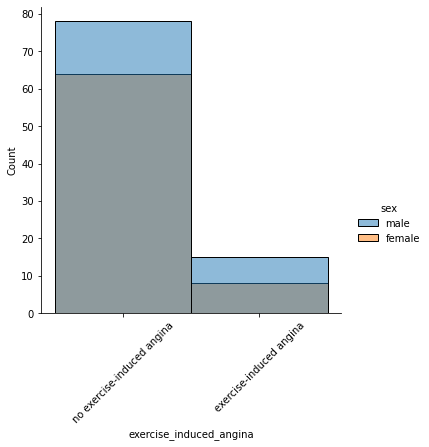 80
70
60
50
40
30
20
10
0
Count
no exercise-induced angina
exercise-induced angina
exercise_induced_angina
sex
male
female